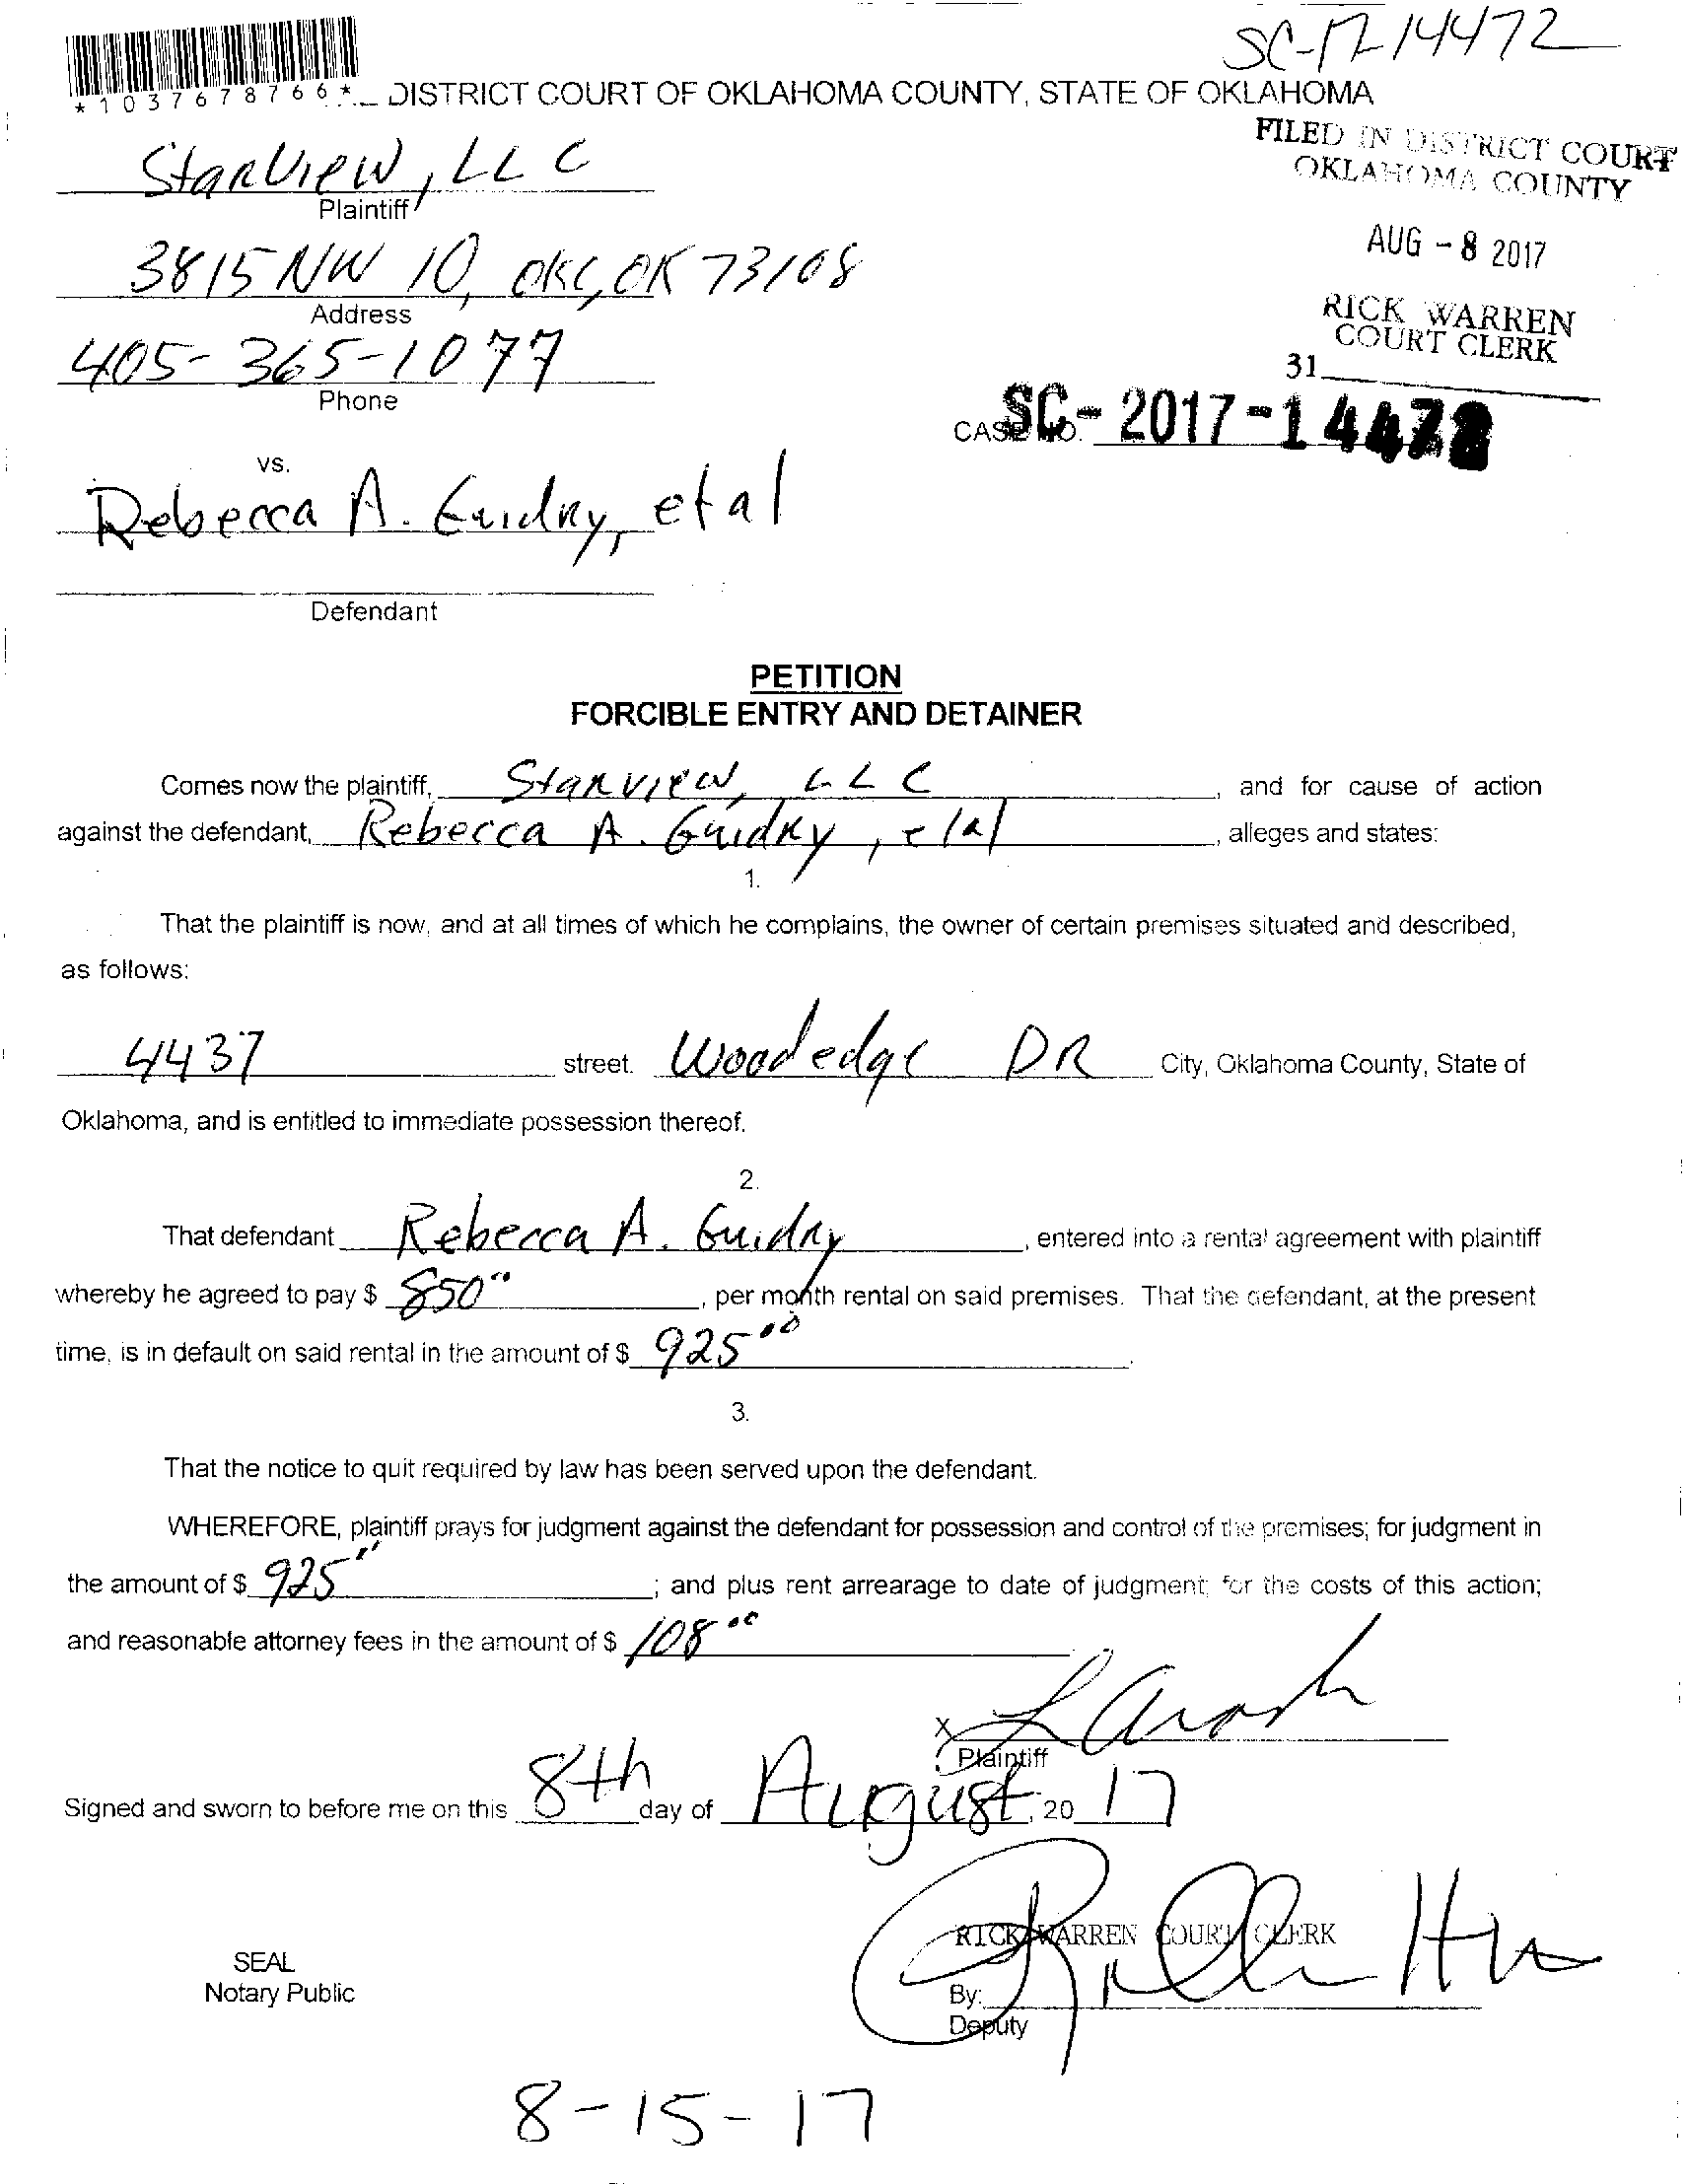 SC-17-14472
*1037678766*
DISTRICT COURT OF OKLAHOMA COUNTY, STATE OF OKLAHOMA
FILED IN DISTRICT COURT
OKLAHOMA COUNTY
StarView, LLC
Plaintiff
AUG - 8 2017
3815 NW 10, OKC, OK 73108
Address
RICK WARREN
COURT CLERK
31
405-365-1077
Phone
CASE NO. SC - 2017 - 14472
vs.
Rebecca A. Guidry, et al
Defendant
PETITION
FORCIBLE ENTRY AND DETAINER
Comes now the plaintiff, Starview, LLC, and for cause of action
against the defendant, Rebecca A. Guidry, et al, alleges and states:
1.
That the plaintiff is now, and at all times of which he complains, the owner of certain premises situated and described,
as follows:
4437 street. Woodedge DR City, Oklahoma County, State of
Oklahoma, and is entitled to immediate possession thereof.
2.
That defendant Rebecca A. Guidry, entered into a rental agreement with plaintiff
whereby he agreed to pay $ 850.00, per month rental on said premises. That the defendant, at the present
time, is in default on said rental in the amount of $ 925.00.
3.
That the notice to quit required by law has been served upon the defendant.
WHEREFORE, plaintiff prays for judgment against the defendant for possession and control of the premises; for judgment in
the amount of $ 925.00; and plus rent arrearage to date of judgment; for the costs of this action;
and reasonable attorney fees in the amount of $ 108.00
X
Plaintiff
Signed and sworn to before me on this 8th day of August, 20 17
RICK WARREN COURT CLERK
SEAL
Notary Public
By:
Deputy
8-15-17